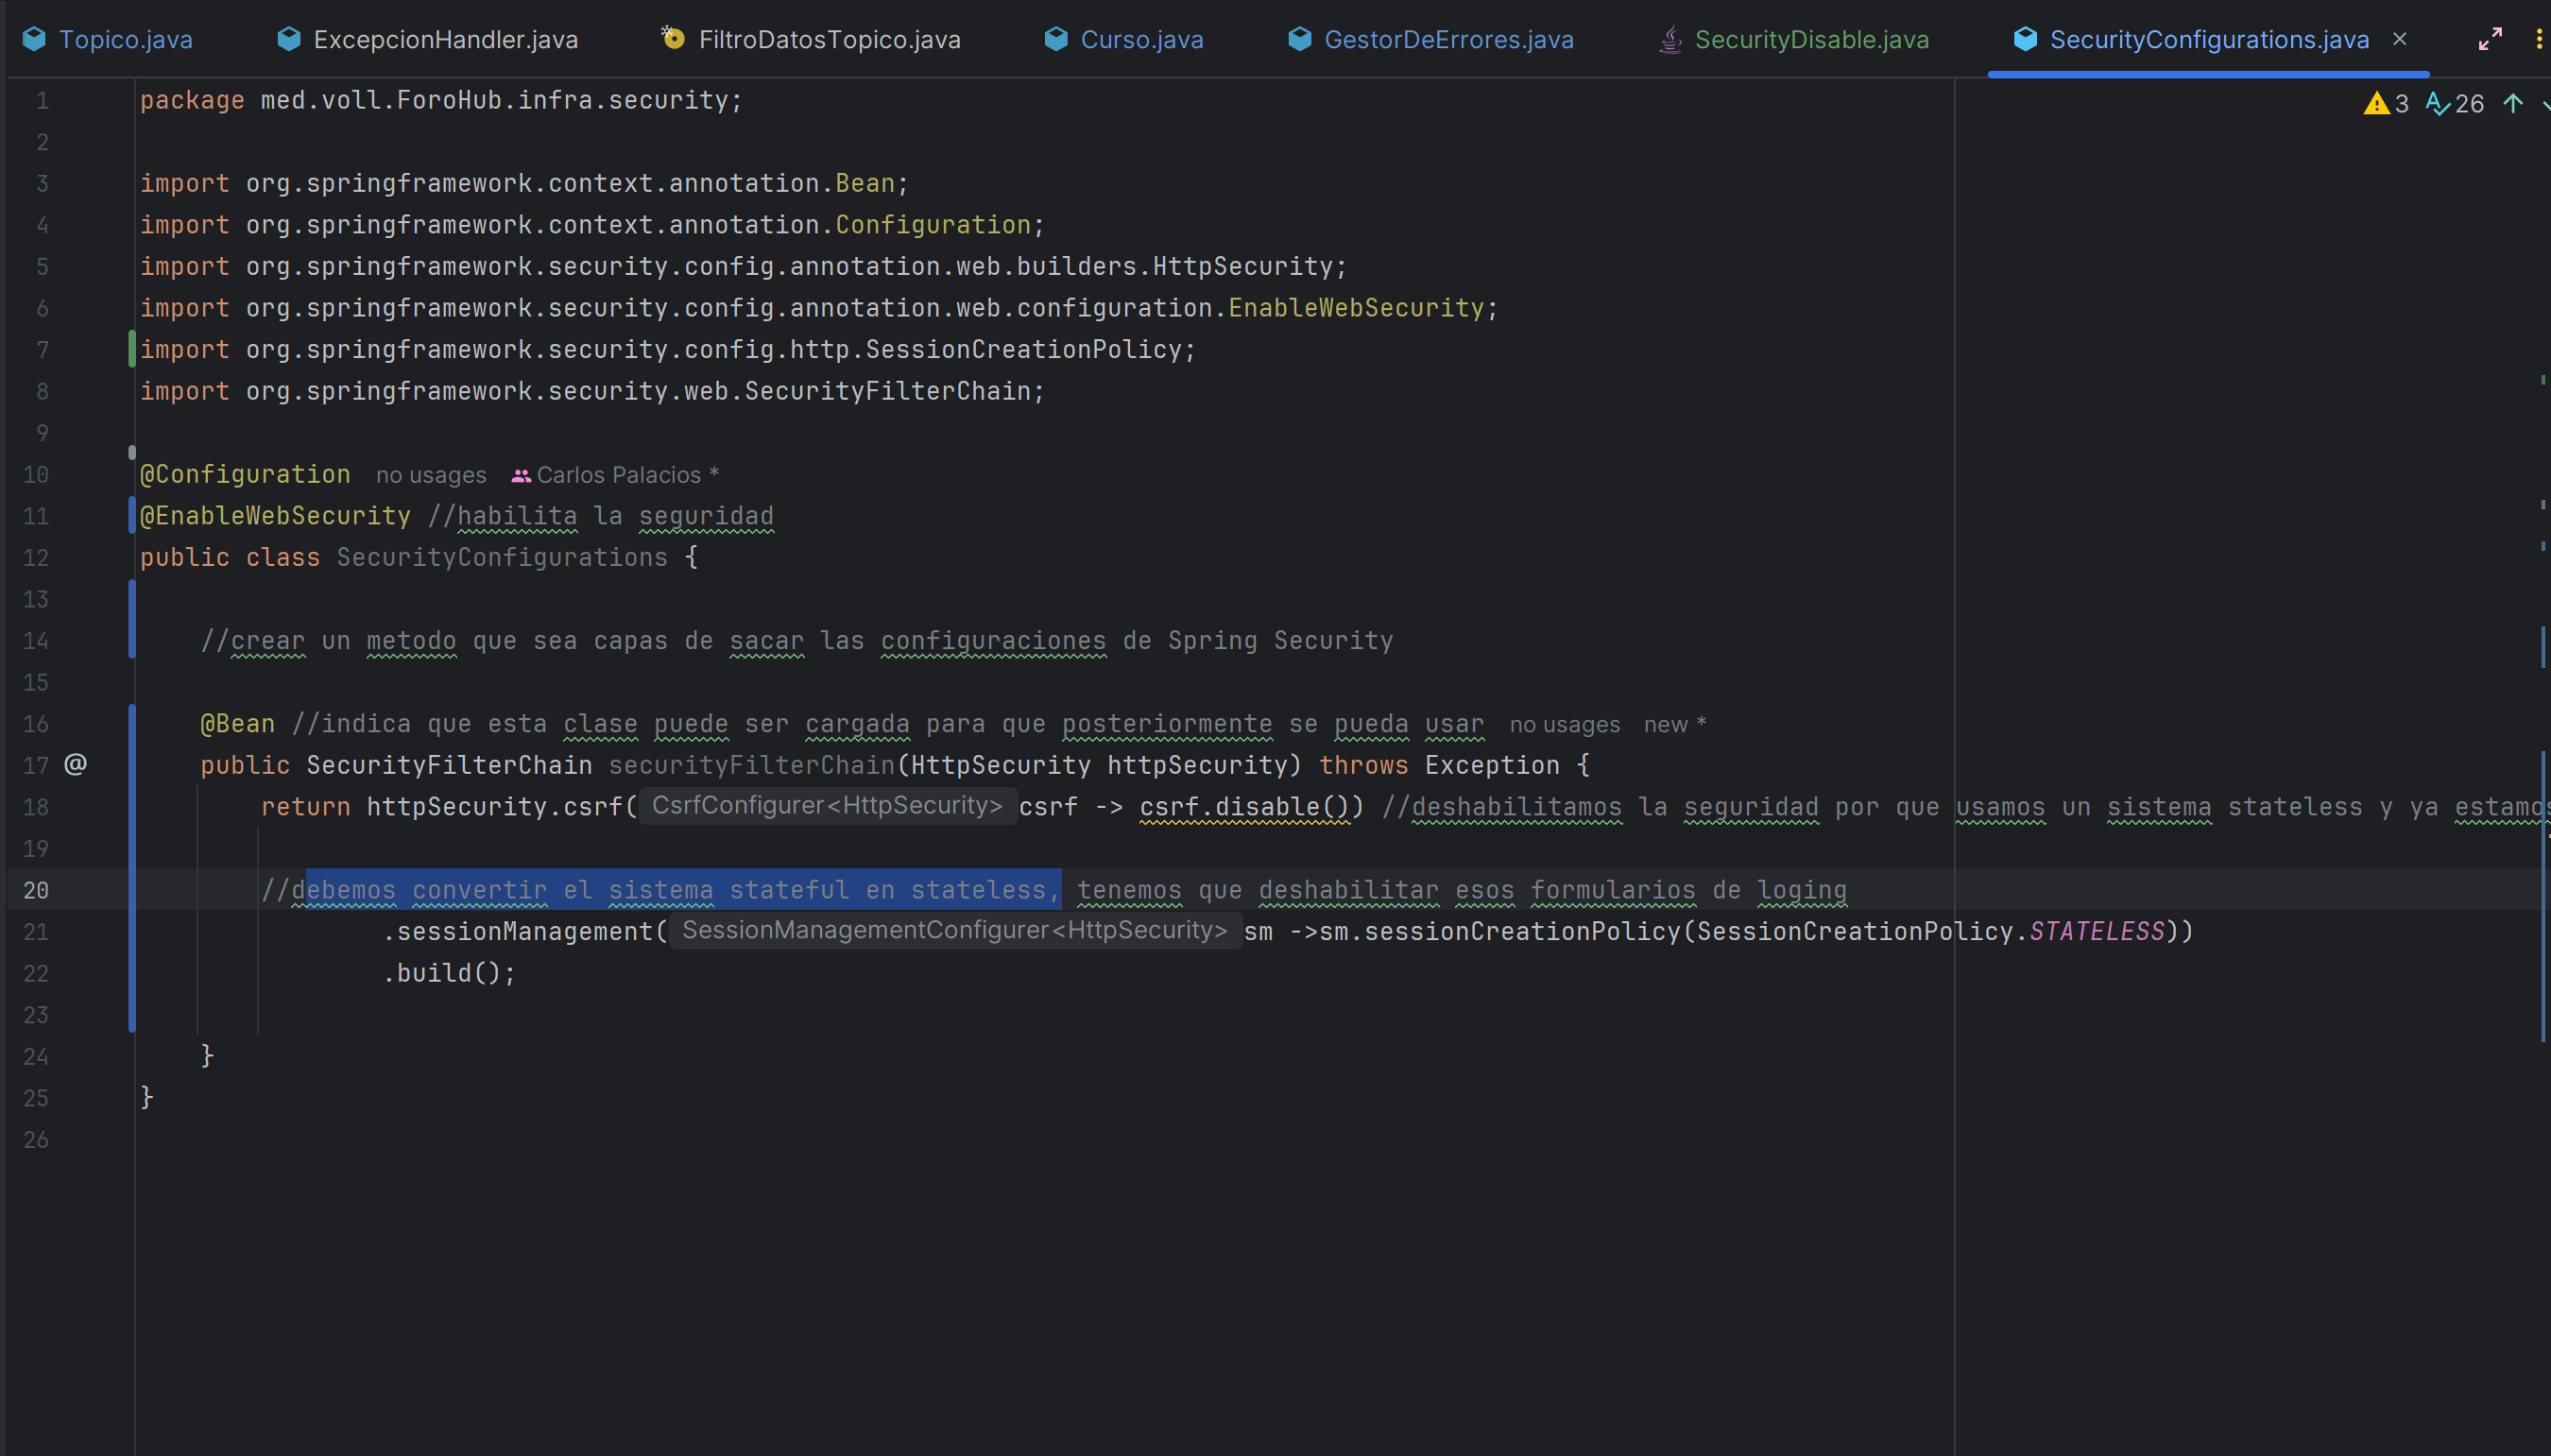 Topico.java ExcepcionHandler.java FiltroDatosTopico.java Curso.java GestorDeErrores.java SecurityDisable.java SecurityConfigurations.java
3 26
1 package med.voll.ForoHub.infra.security;
2
3 import org.springframework.context.annotation.Bean;
4 import org.springframework.context.annotation.Configuration;
5 import org.springframework.security.config.annotation.web.builders.HttpSecurity;
6 import org.springframework.security.config.annotation.web.configuration.EnableWebSecurity;
7 import org.springframework.security.config.http.SessionCreationPolicy;
8 import org.springframework.security.web.SecurityFilterChain;
9
10 @Configuration no usages Carlos Palacios *
11 @EnableWebSecurity //habilita la seguridad
12 public class SecurityConfigurations {
13
14 //crear un metodo que sea capas de sacar las configuraciones de Spring Security
15
16 @Bean //indica que esta clase puede ser cargada para que posteriormente se pueda usar no usages new *
17 @ public SecurityFilterChain securityFilterChain(HttpSecurity httpSecurity) throws Exception {
18 return httpSecurity.csrf( CsrfConfigurer<HttpSecurity> csrf -> csrf.disable()) //deshabilitamos la seguridad por que usamos un sistema stateless y ya estamos
19
20 //debemos convertir el sistema stateful en stateless, tenemos que deshabilitar esos formularios de loging
21 .sessionManagement( SessionManagementConfigurer<HttpSecurity> sm ->sm.sessionCreationPolicy(SessionCreationPolicy.STATELESS))
22 .build();
23
24 }
25 }
26